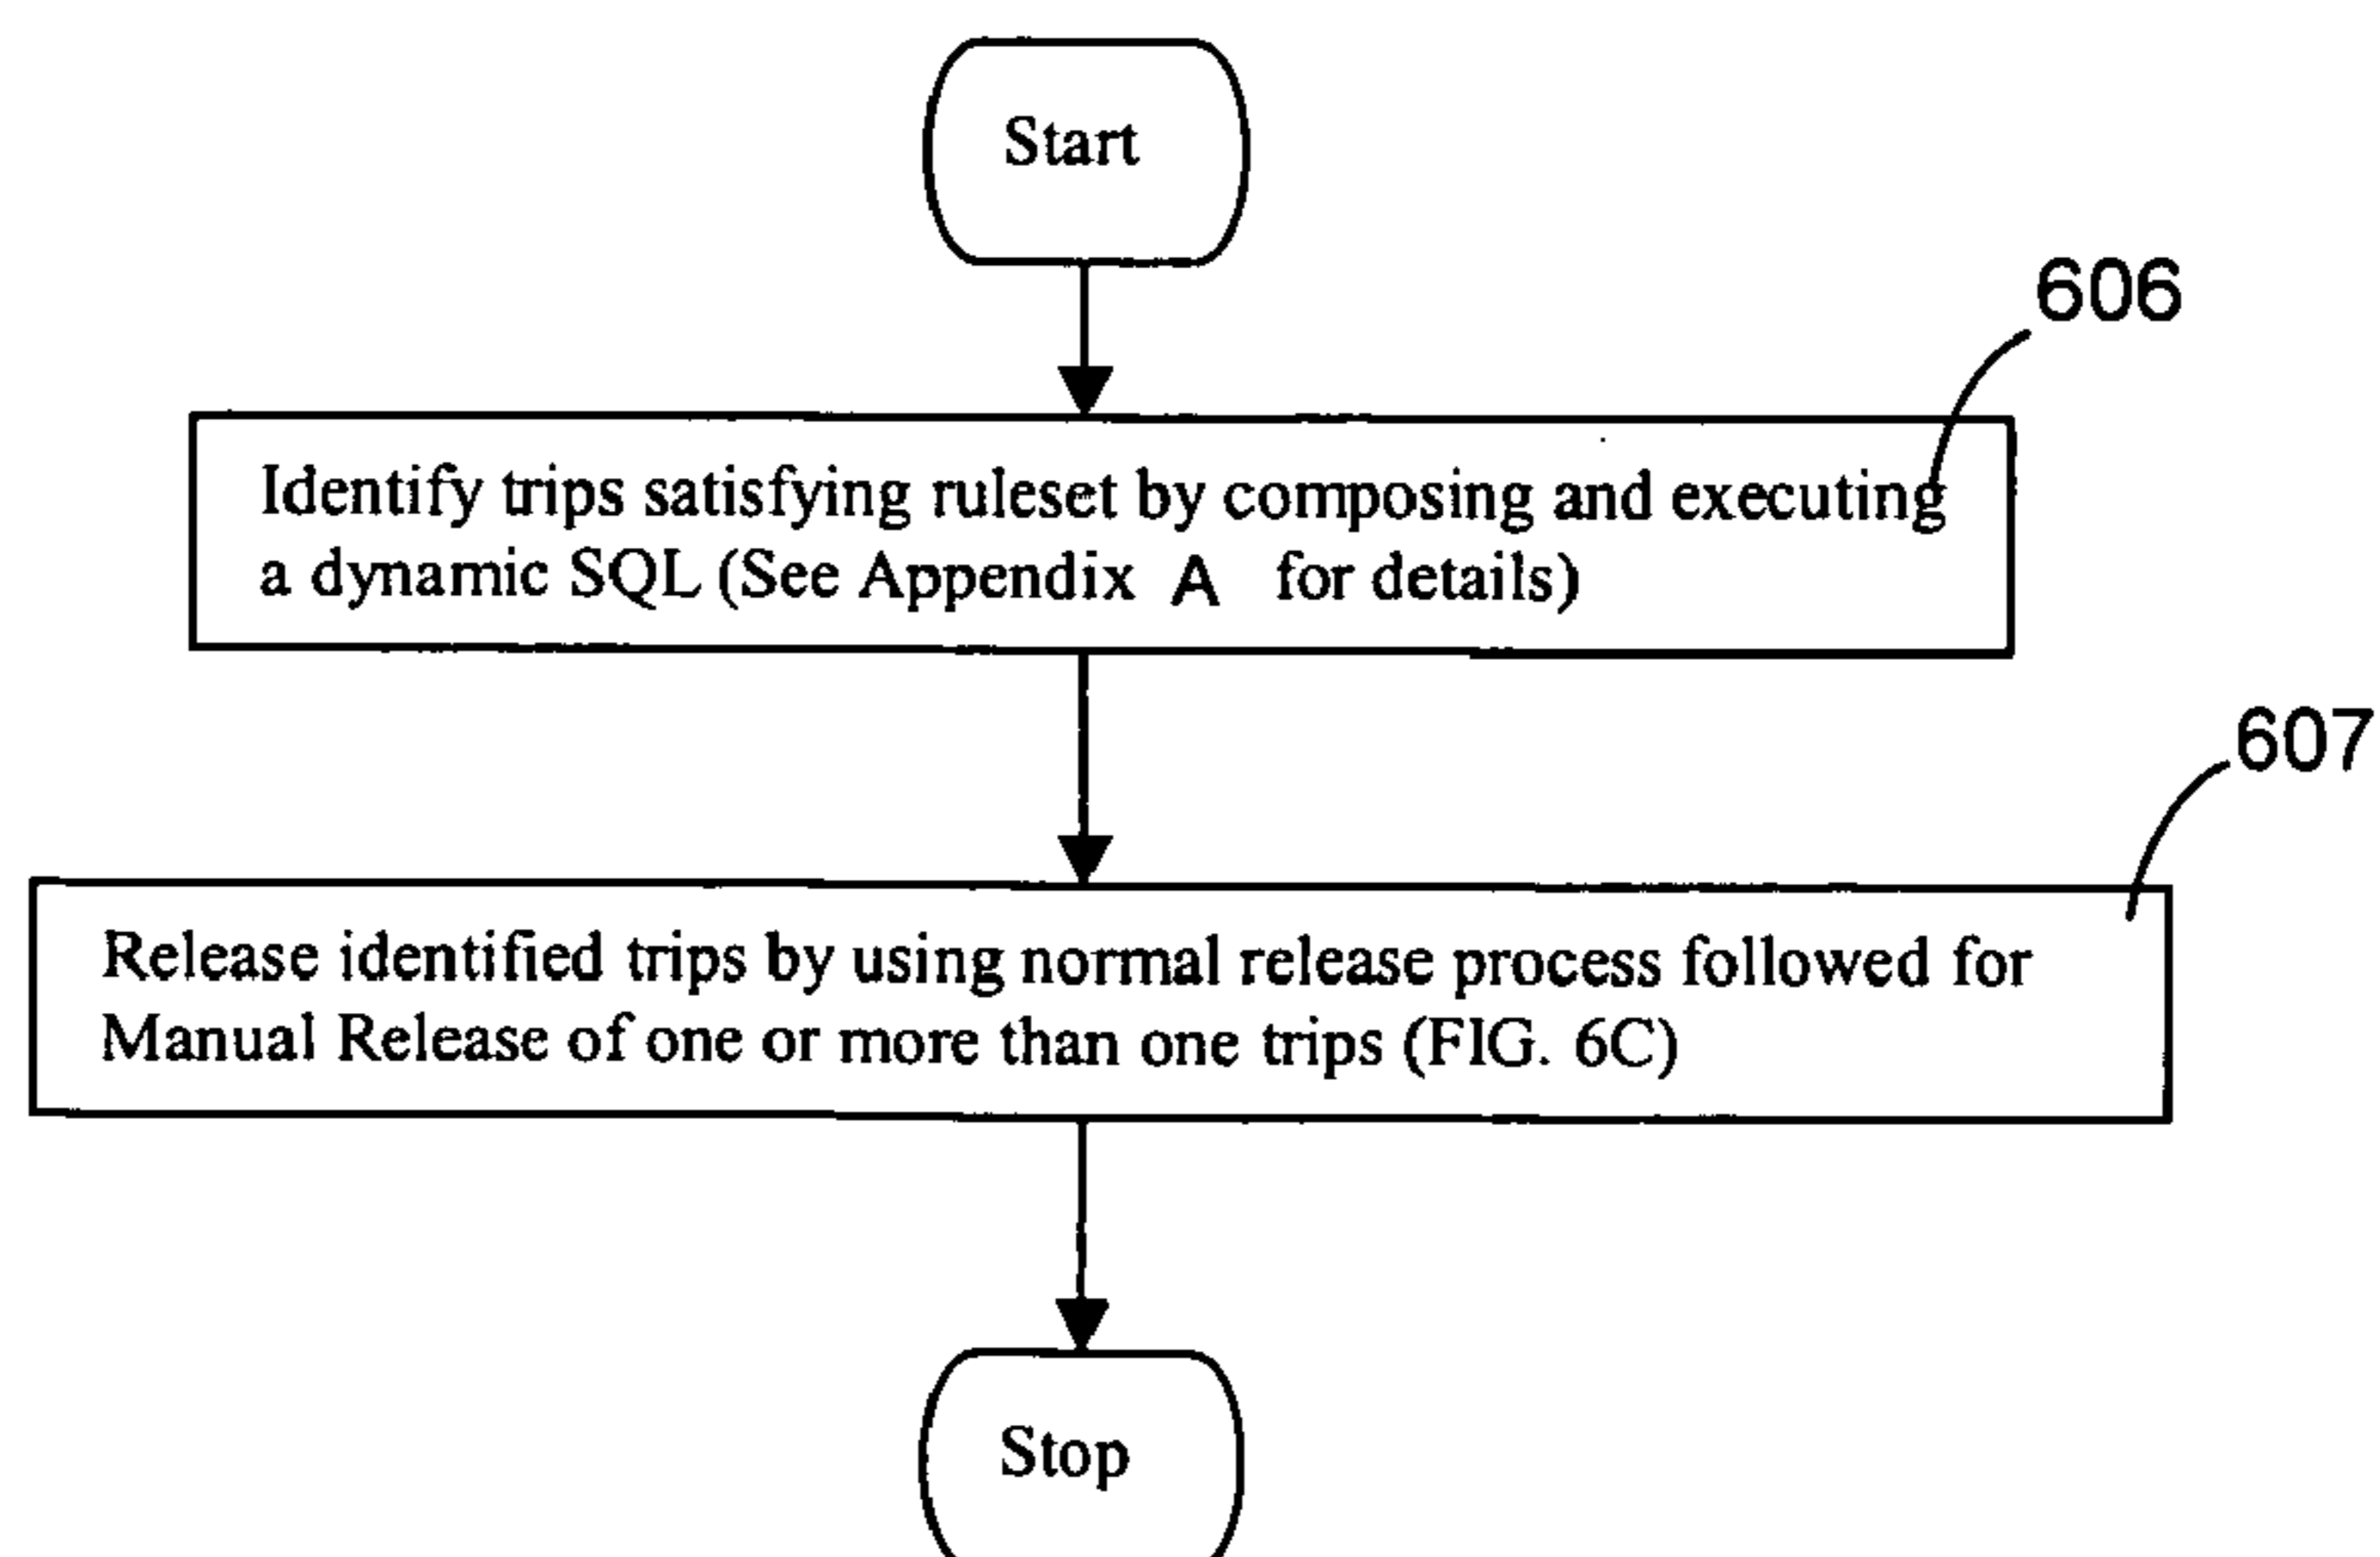 Start
606
Identify trips satisfying ruleset by composing and executing
a dynamic SQL (See Appendix A for details)
607
Release identified trips by using normal release process followed for
Manual Release of one or more than one trips (FIG. 6C)
Stop